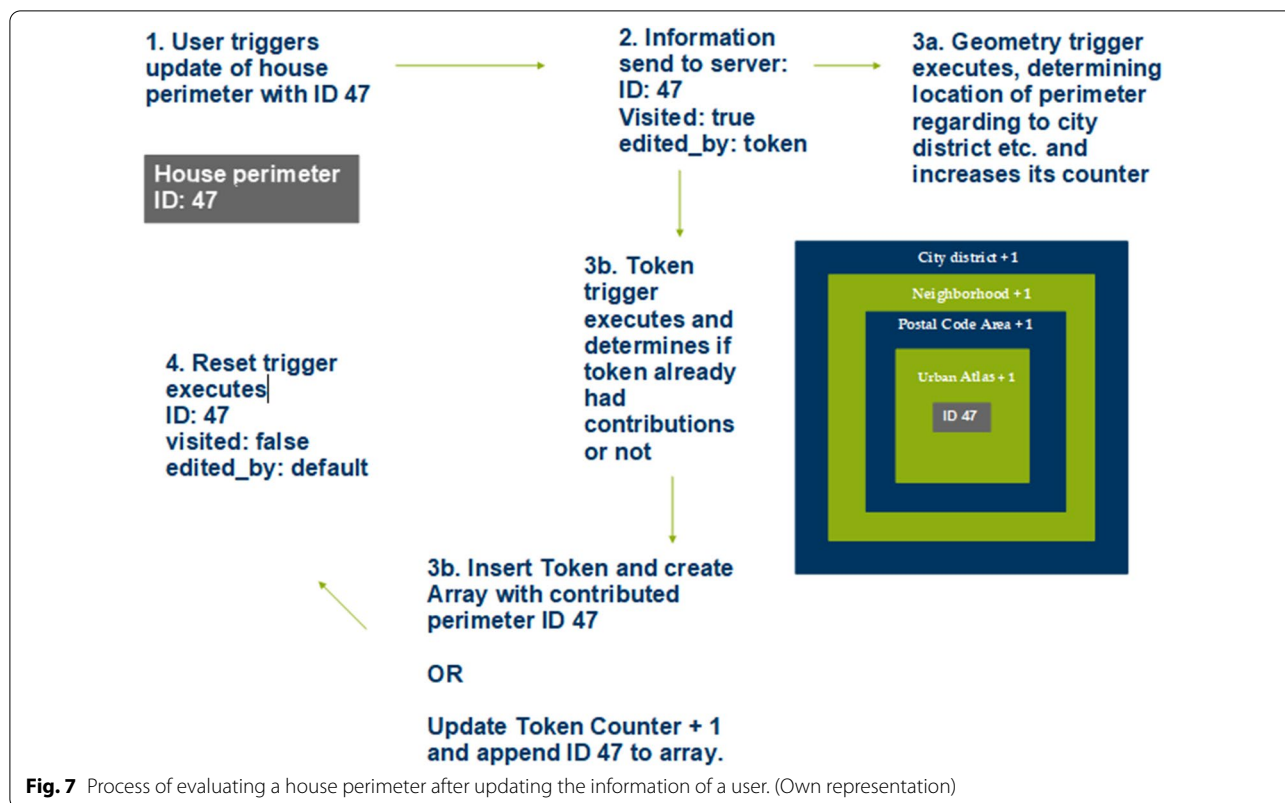 1. User triggers
update of house
perimeter with ID 47
House perimeter
ID: 47
2. Information
send to server:
ID: 47
Visited: true
edited_by: token
3a. Geometry trigger
executes, determining
location of perimeter
regarding to city
district etc. and
increases its counter
City district + 1
Neighborhood + 1
Postal Code Area + 1
Urban Atlas + 1
ID 47
3b. Token
trigger
executes and
determines if
token already
had
contributions
or not
3b. Insert Token and create
Array with contributed
perimeter ID 47
OR
Update Token Counter + 1
and append ID 47 to array.
4. Reset trigger
executes
ID: 47
visited: false
edited_by: default
Fig. 7 Process of evaluating a house perimeter after updating the information of a user. (Own representation)